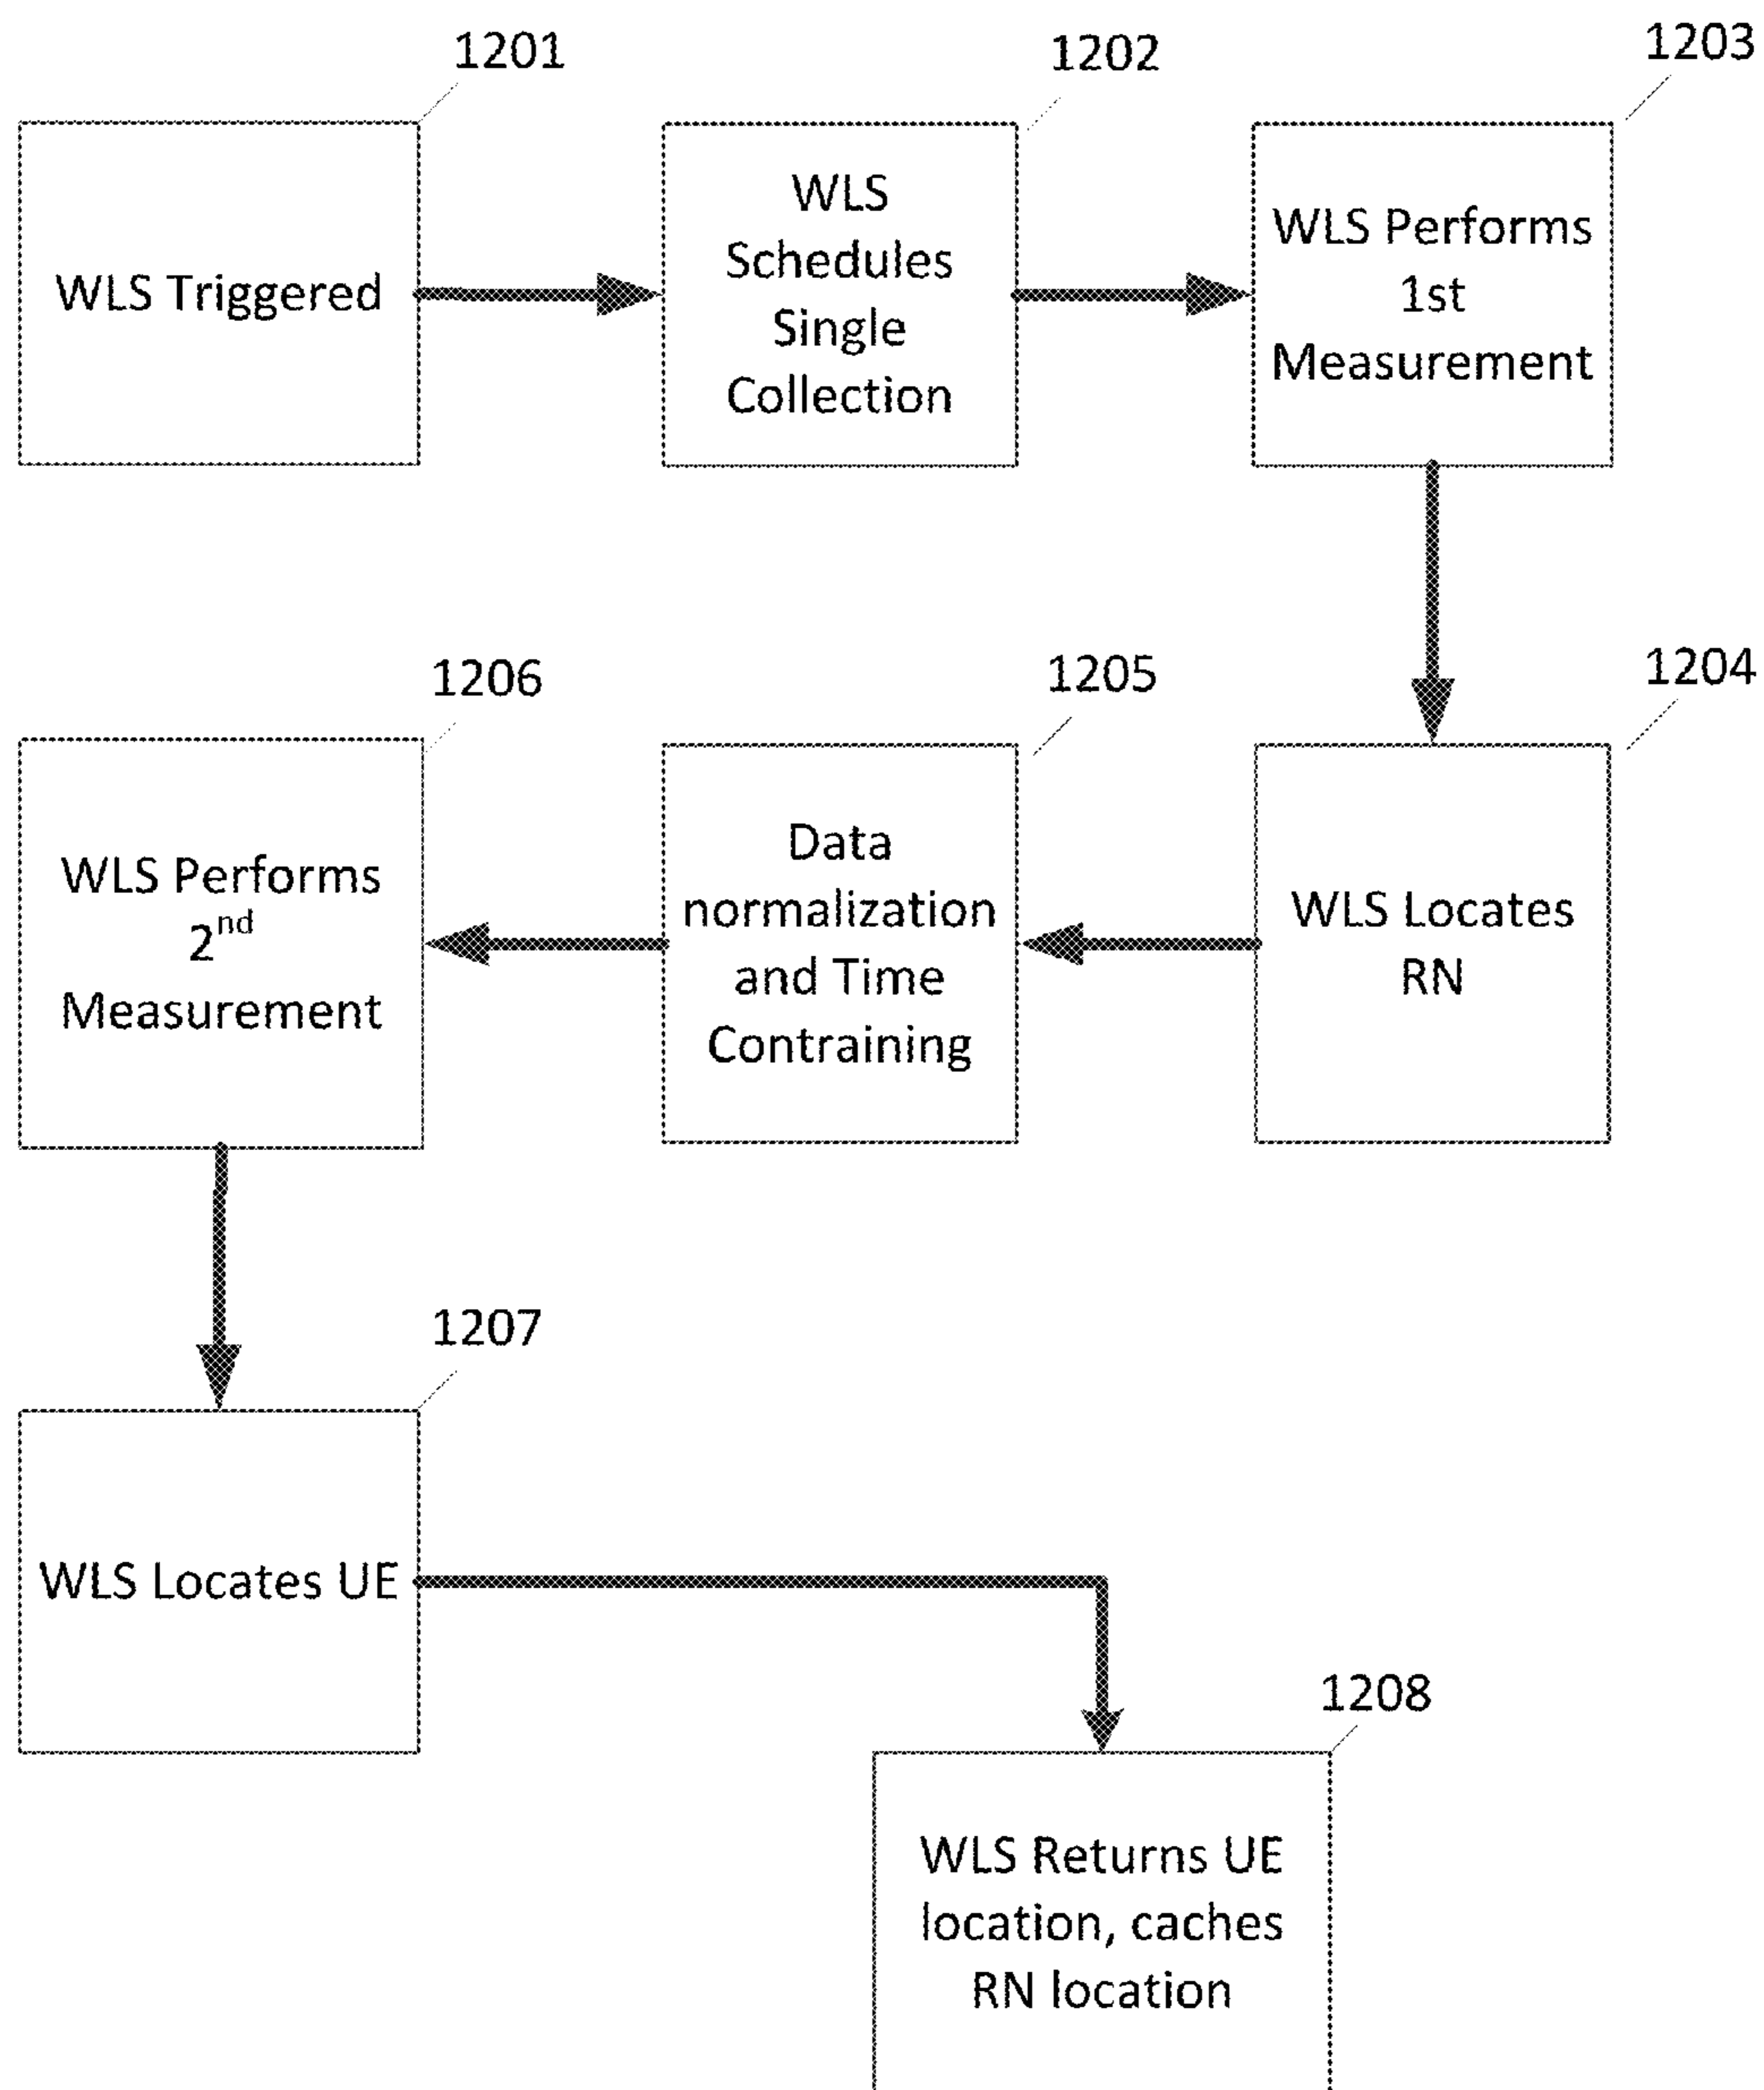 1201
WLS Triggered
1202
WLS
Schedules
Single
Collection
1203
WLS Performs
1st
Measurement
1204
WLS Locates
RN
1205
Data
normalization
and Time
Contraining
1206
WLS Performs
2nd
Measurement
1207
WLS Locates UE
1208
WLS Returns UE
location, caches
RN location